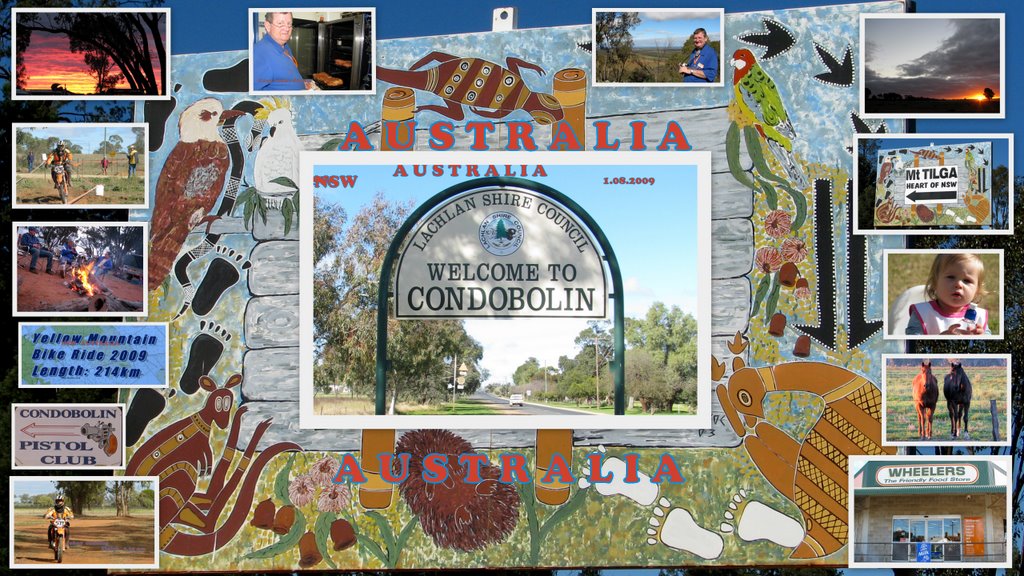 AUSTRALIA
AUSTRALIA
NSW
1.08.2009
LACHLAN SHIRE COUNCIL
WELCOME TO
CONDOBOLIN
AUSTRALIA
Mt TILGA
HEART OF NSW
Yellow Mountain
Bike Ride 2009
Length: 214km
CONDOBOLIN
PISTOL
CLUB
WHEELERS
The Friendly Food Store